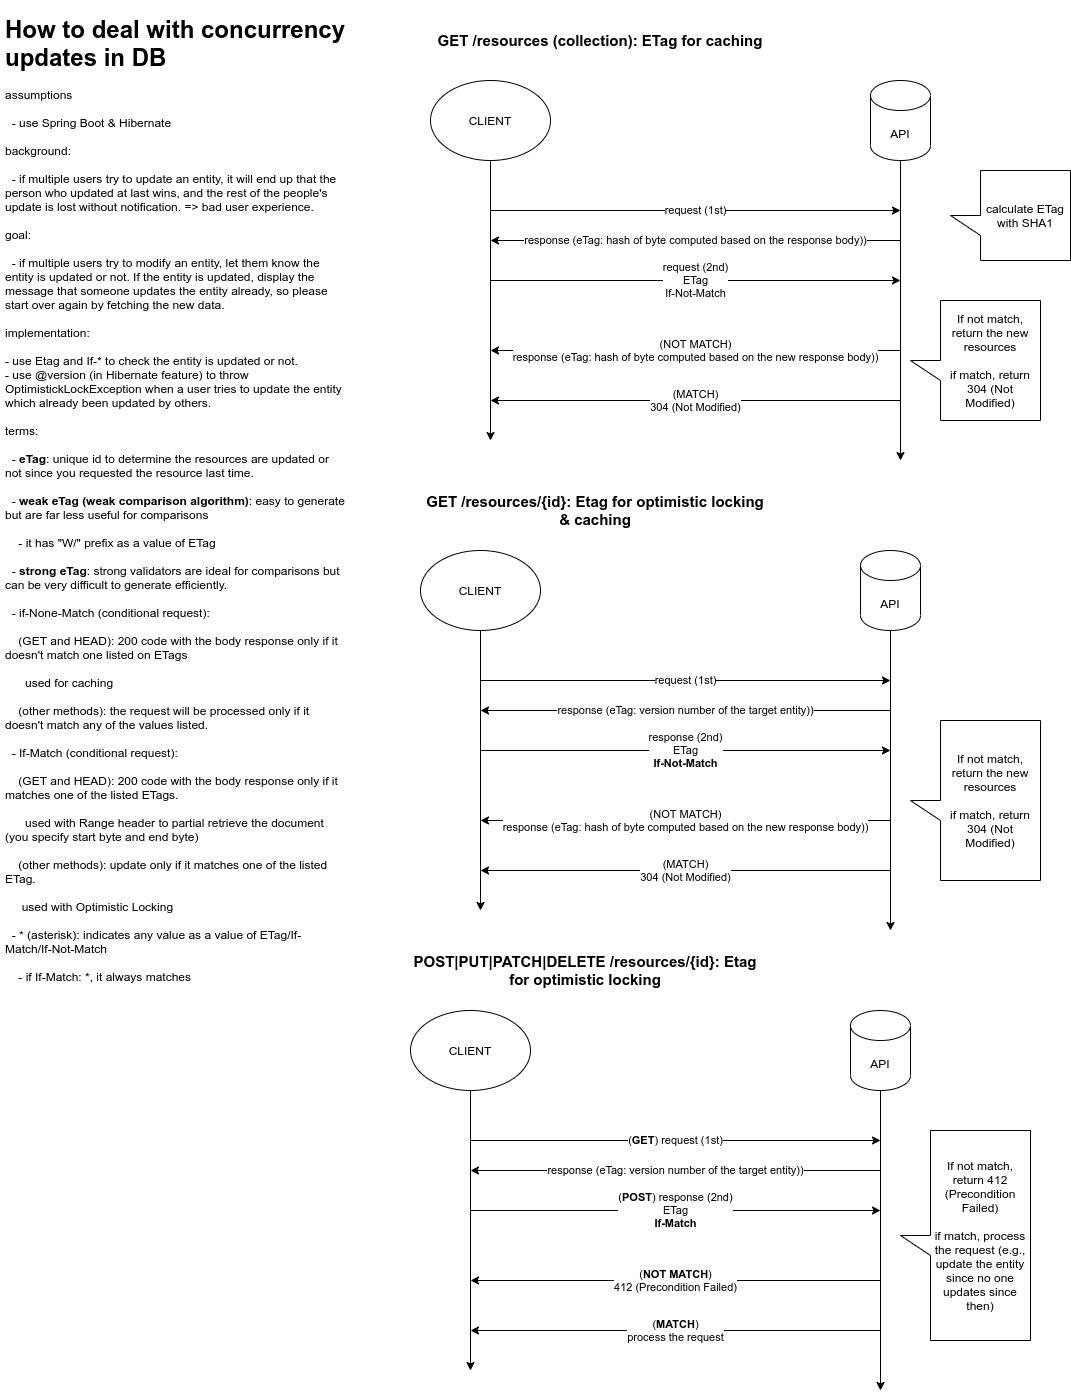 How to deal with concurrency
updates in DB
assumptions
- use Spring Boot & Hibernate
background:
- if multiple users try to update an entity, it will end up that the
person who updated at last wins, and the rest of the people's
update is lost without notification. => bad user experience.
goal:
- if multiple users try to modify an entity, let them know the
entity is updated or not. If the entity is updated, display the
message that someone updates the entity already, so please
start over again by fetching the new data.
implementation:
- use Etag and If-* to check the entity is updated or not.
- use @version (in Hibernate feature) to throw
OptimistickLockException when a user tries to update the entity
which already been updated by others.
terms:
- eTag: unique id to determine the resources are updated or
not since you requested the resource last time.
- weak eTag (weak comparison algorithm): easy to generate
but are far less useful for comparisons
- it has "W/" prefix as a value of ETag
- strong eTag: strong validators are ideal for comparisons but
can be very difficult to generate efficiently.
- if-None-Match (conditional request):
(GET and HEAD): 200 code with the body response only if it
doesn't match one listed on ETags
used for caching
(other methods): the request will be processed only if it
doesn't match any of the values listed.
- If-Match (conditional request):
(GET and HEAD): 200 code with the body response only if it
matches one of the listed ETags.
used with Range header to partial retrieve the document
(you specify start byte and end byte)
(other methods): update only if it matches one of the listed
ETag.
used with Optimistic Locking
- * (asterisk): indicates any value as a value of ETag/If-
Match/If-Not-Match
- if If-Match: *, it always matches
GET /resources (collection): ETag for caching
CLIENT
API
request (1st)
calculate ETag
with SHA1
response (eTag: hash of byte computed based on the response body))
request (2nd)
ETag
If-Not-Match
(NOT MATCH)
response (eTag: hash of byte computed based on the new response body))
If not match,
return the new
resources
if match, return
304 (Not
Modified)
(MATCH)
304 (Not Modified)
GET /resources/{id}: Etag for optimistic locking
& caching
CLIENT
API
request (1st)
response (eTag: version number of the target entity))
response (2nd)
ETag
If-Not-Match
(NOT MATCH)
response (eTag: hash of byte computed based on the new response body))
If not match,
return the new
resources
if match, return
304 (Not
Modified)
(MATCH)
304 (Not Modified)
POST|PUT|PATCH|DELETE /resources/{id}: Etag
for optimistic locking
CLIENT
API
(GET) request (1st)
response (eTag: version number of the target entity))
(POST) response (2nd)
ETag
If-Match
(NOT MATCH)
412 (Precondition Failed)
If not match,
return 412
(Precondition
Failed)
if match, process
the request (e.g.,
update the entity
since no one
updates since
then)
(MATCH)
process the request